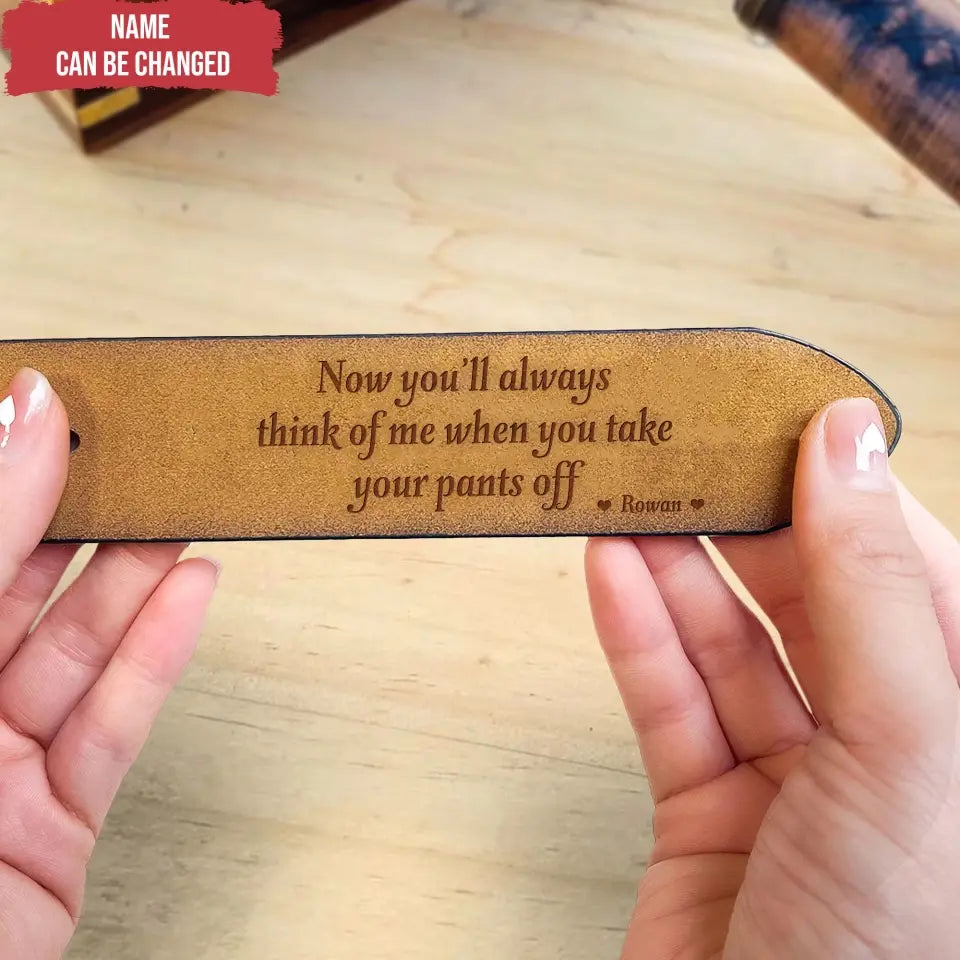 NAME
CAN BE CHANGED
Now you'll always
think of me when you take
your pants off
♥ Rowan ♥